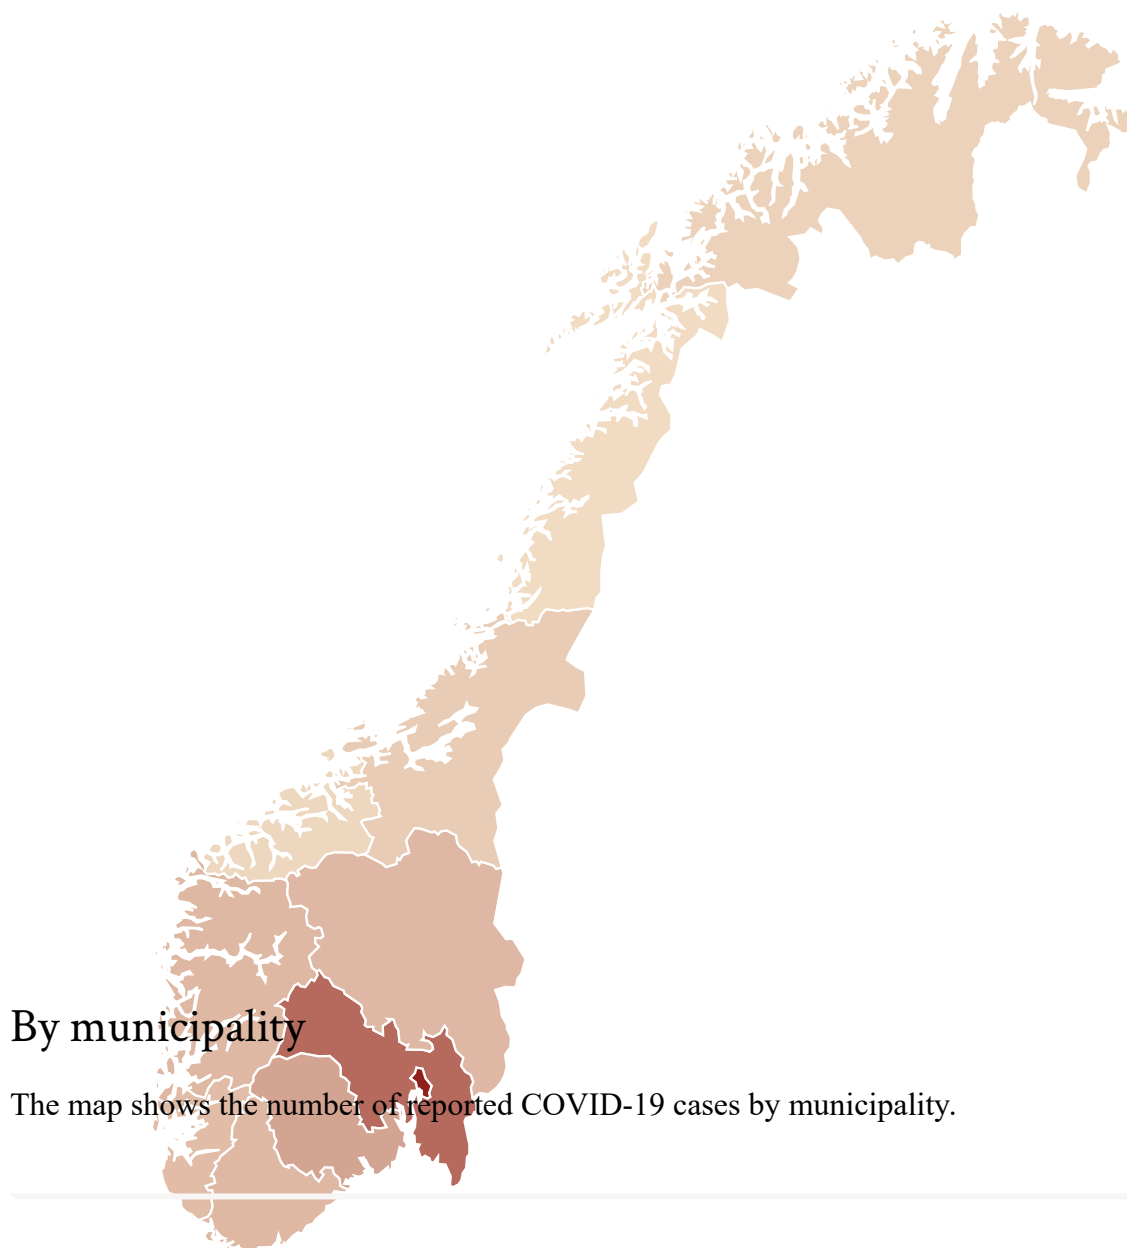 By municipality
The map shows the number of reported COVID-19 cases by municipality.